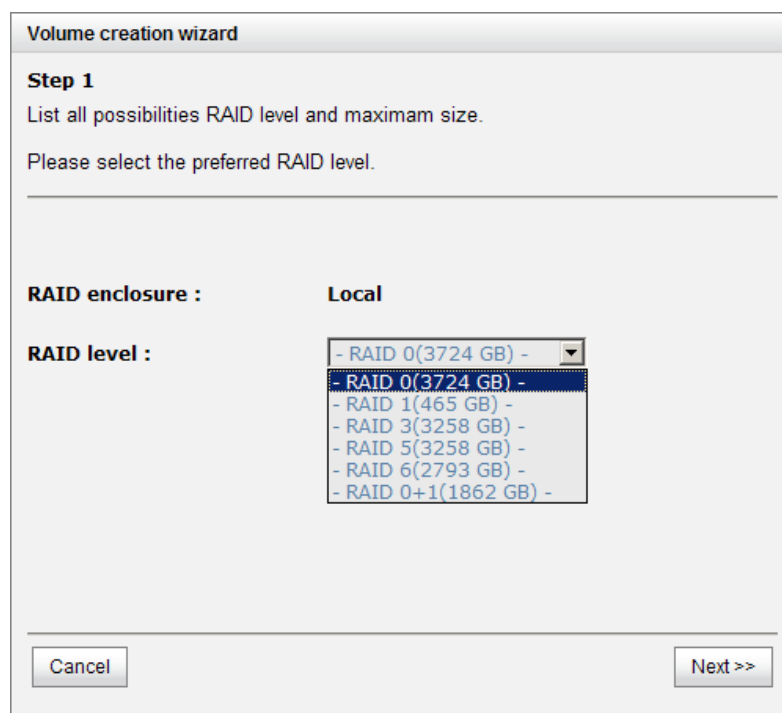 Volume creation wizard
Step 1
List all possibilities RAID level and maximam size.
Please select the preferred RAID level.
RAID enclosure : Local
RAID level : - RAID 0(3724 GB) -
- RAID 0(3724 GB) -
- RAID 1(465 GB) -
- RAID 3(3258 GB) -
- RAID 5(3258 GB) -
- RAID 6(2793 GB) -
- RAID 0+1(1862 GB) -
Cancel Next >>